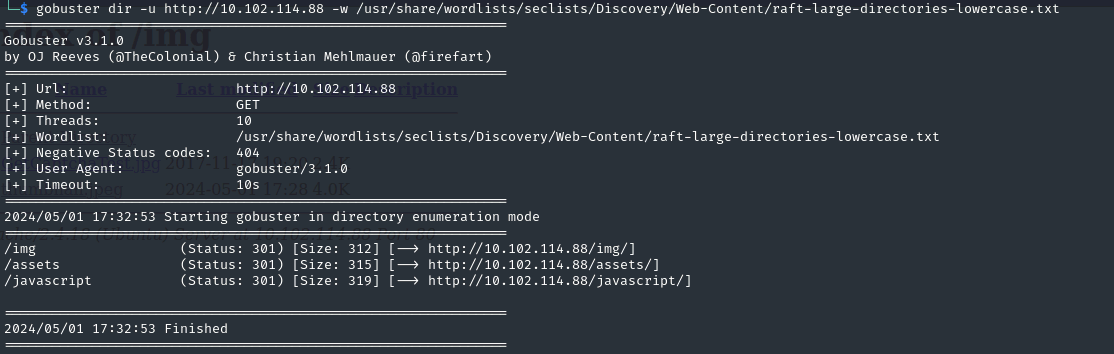 └─$ gobuster dir -u http://10.102.114.88 -w /usr/share/wordlists/seclists/Discovery/Web-Content/raft-large-directories-lowercase.txt
===============================================================
Gobuster v3.1.0
by OJ Reeves (@TheColonial) & Christian Mehlmauer (@firefart)
===============================================================
[+] Url:                     http://10.102.114.88
[+] Method:                  GET
[+] Threads:                 10
[+] Wordlist:                /usr/share/wordlists/seclists/Discovery/Web-Content/raft-large-directories-lowercase.txt
[+] Negative Status codes:   404
[+] User Agent:              gobuster/3.1.0
[+] Timeout:                 10s
===============================================================
2024/05/01 17:32:53 Starting gobuster in directory enumeration mode
===============================================================
/img                  (Status: 301) [Size: 312] [--> http://10.102.114.88/img/]
/assets               (Status: 301) [Size: 315] [--> http://10.102.114.88/assets/]
/javascript           (Status: 301) [Size: 319] [--> http://10.102.114.88/javascript/]
===============================================================
2024/05/01 17:32:53 Finished
===============================================================